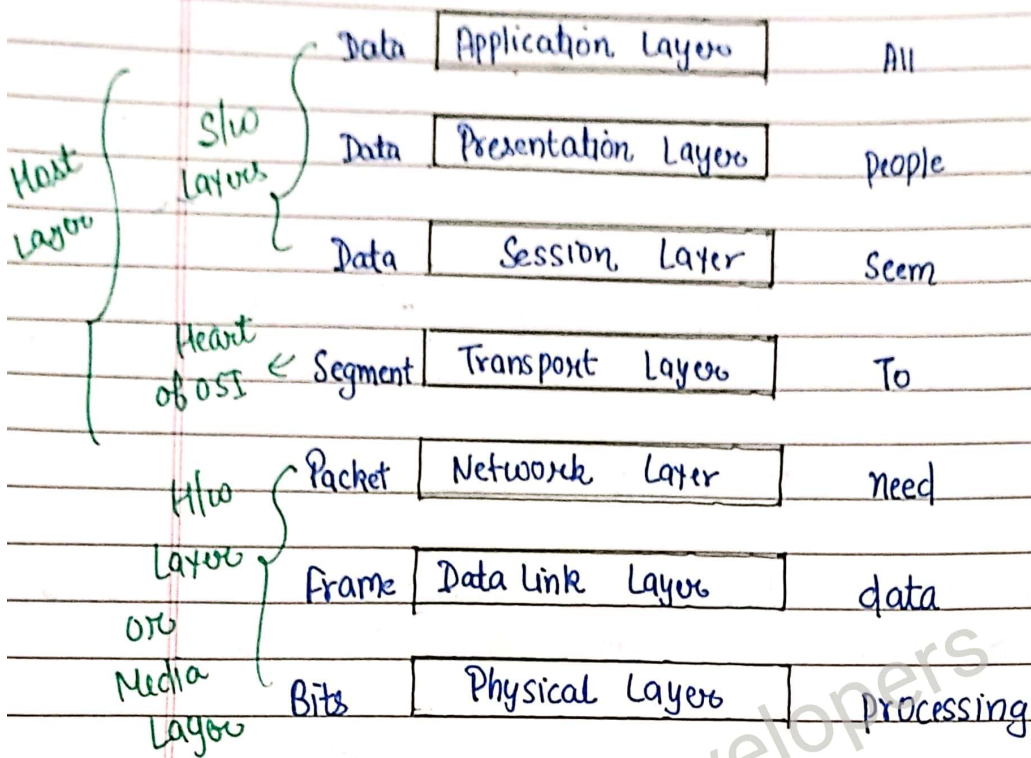 Data Application Layer All
Data Presentation Layer people
Data Session Layer Seem
Segment Transport Layer To
Packet Network Layer need
Frame Data Link Layer data
Bits Physical Layer processing
Host
Layer
S/w
Layers
Heart
of OSI
H/w
Layer
or
Media
Layer